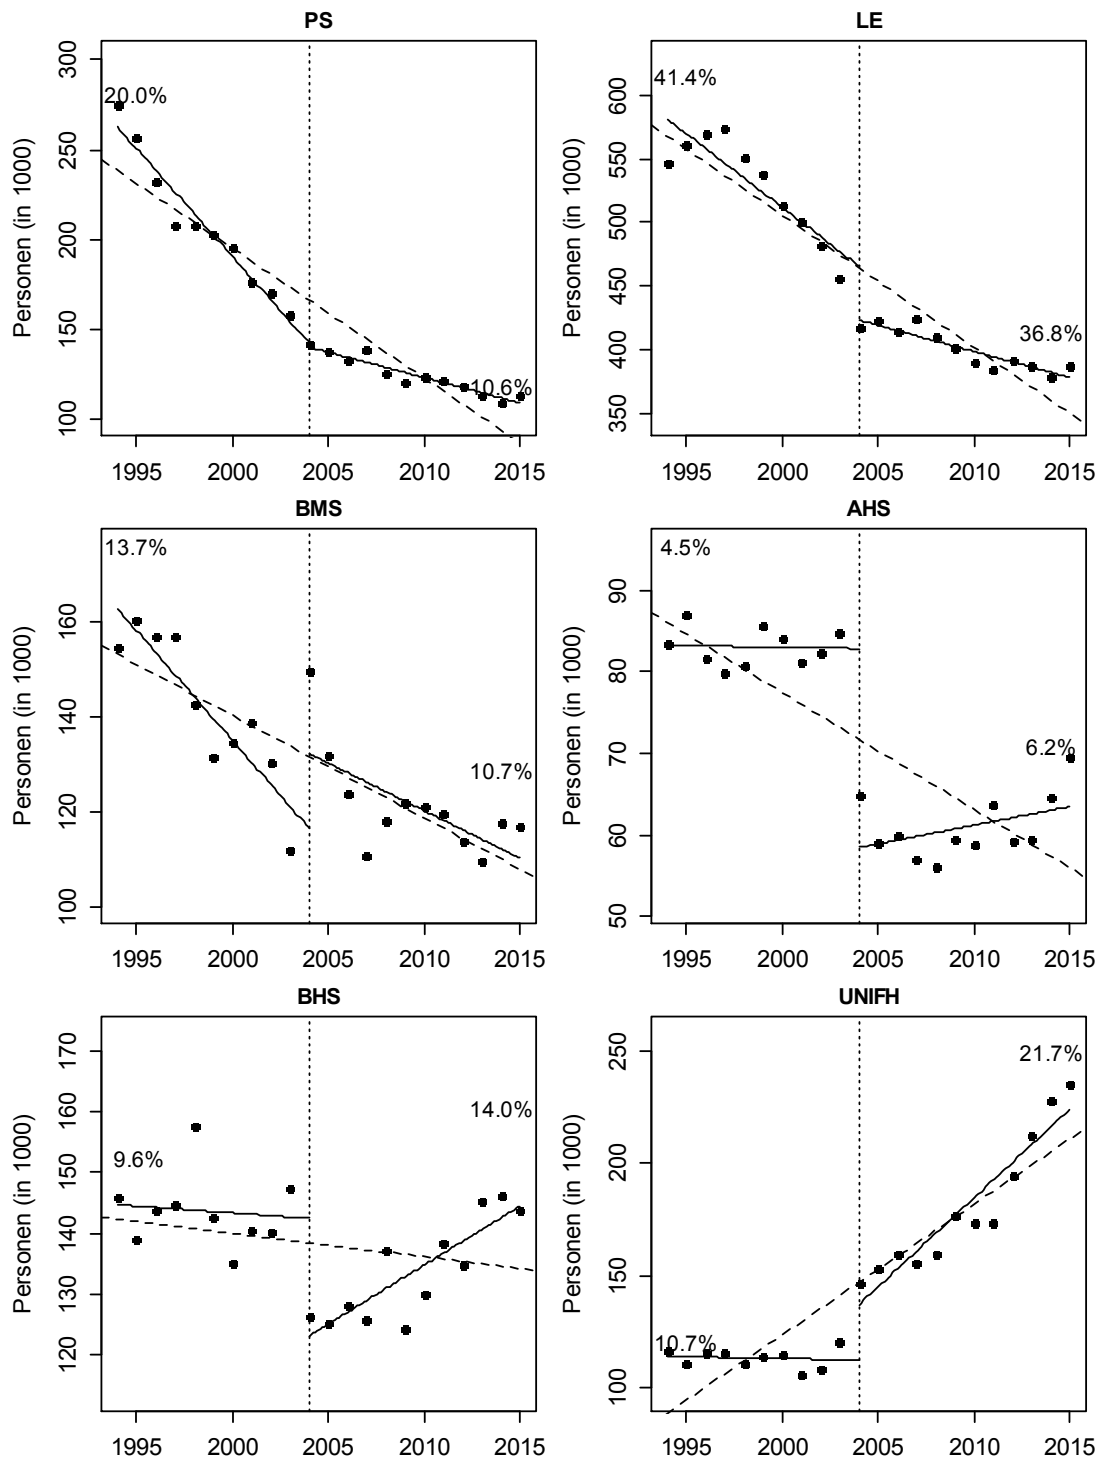 PS
Personen (in 1000)
300
250
200
150
100
20.0%
10.6%
1995 2000 2005 2010 2015
LE
Personen (in 1000)
600
550
500
450
400
350
41.4%
36.8%
1995 2000 2005 2010 2015
BMS
Personen (in 1000)
160
140
120
100
13.7%
10.7%
1995 2000 2005 2010 2015
AHS
Personen (in 1000)
90
80
70
60
50
4.5%
6.2%
1995 2000 2005 2010 2015
BHS
Personen (in 1000)
170
160
150
140
130
120
9.6%
14.0%
1995 2000 2005 2010 2015
UNIFH
Personen (in 1000)
250
200
150
100
10.7%
21.7%
1995 2000 2005 2010 2015